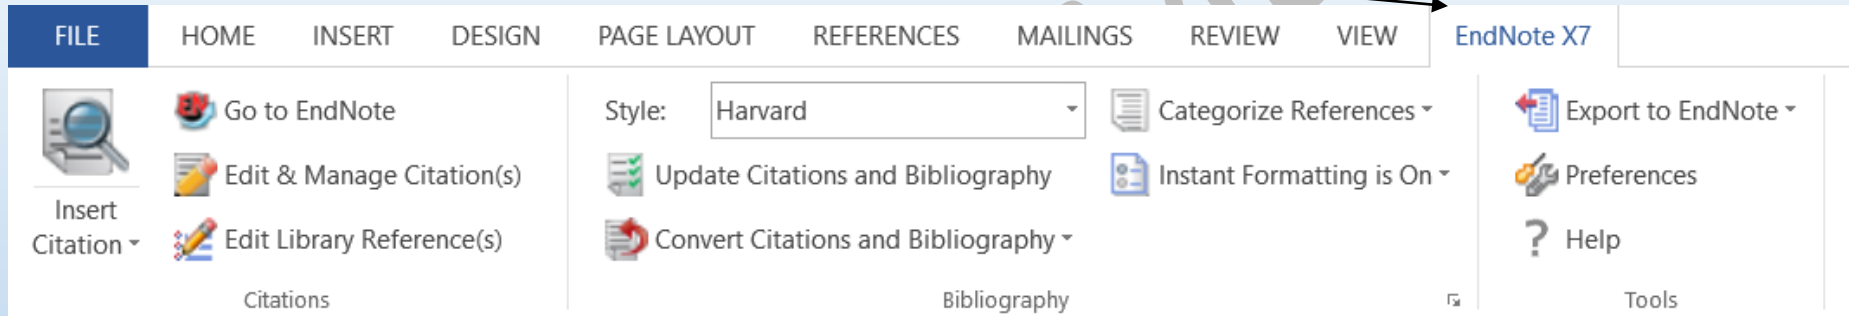 FILE HOME INSERT DESIGN PAGE LAYOUT REFERENCES MAILINGS REVIEW VIEW EndNote X7
Insert
Citation
Go to EndNote
Edit & Manage Citation(s)
Edit Library Reference(s)
Citations
Style: Harvard
Update Citations and Bibliography
Convert Citations and Bibliography
Categorize References
Instant Formatting is On
Bibliography
Export to EndNote
Preferences
? Help
Tools